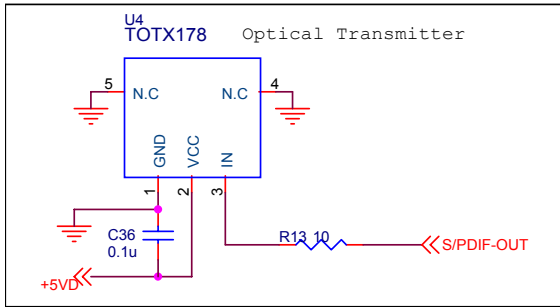 U4
TOTX178 Optical Transmitter
5 N.C N.C 4
GND VCC IN
1 2 3
C36
0.1u
R13 10
S/PDIF-OUT
+5VD